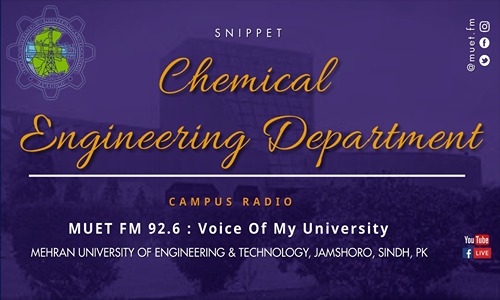 SNIPPET
@muet.fm
Chemical
Engineering Department
CAMPUS RADIO
MUET FM 92.6 : Voice Of My University
MEHRAN UNIVERSITY OF ENGINEERING & TECHNOLOGY, JAMSHORO, SINDH, PK
YouTube
f LIVE